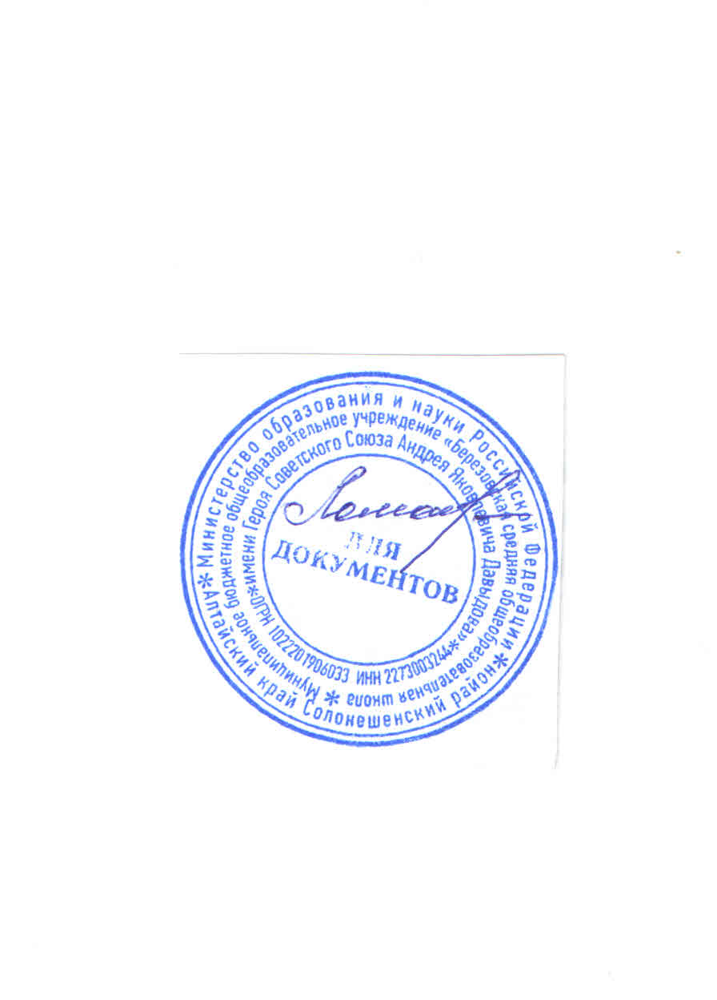 Министерство образования и науки Российской Федерации
*Алтайский край Солонешенский район*
Муниципальное бюджетное общеобразовательное учреждение «Березовская средняя общеобразовательная школа *
*имени Героя Советского Союза Андрея Яковлевича Давыдова»*
ОГРН 1022201906033 ИНН 2273003244
ДЛЯ
ДОКУМЕНТОВ